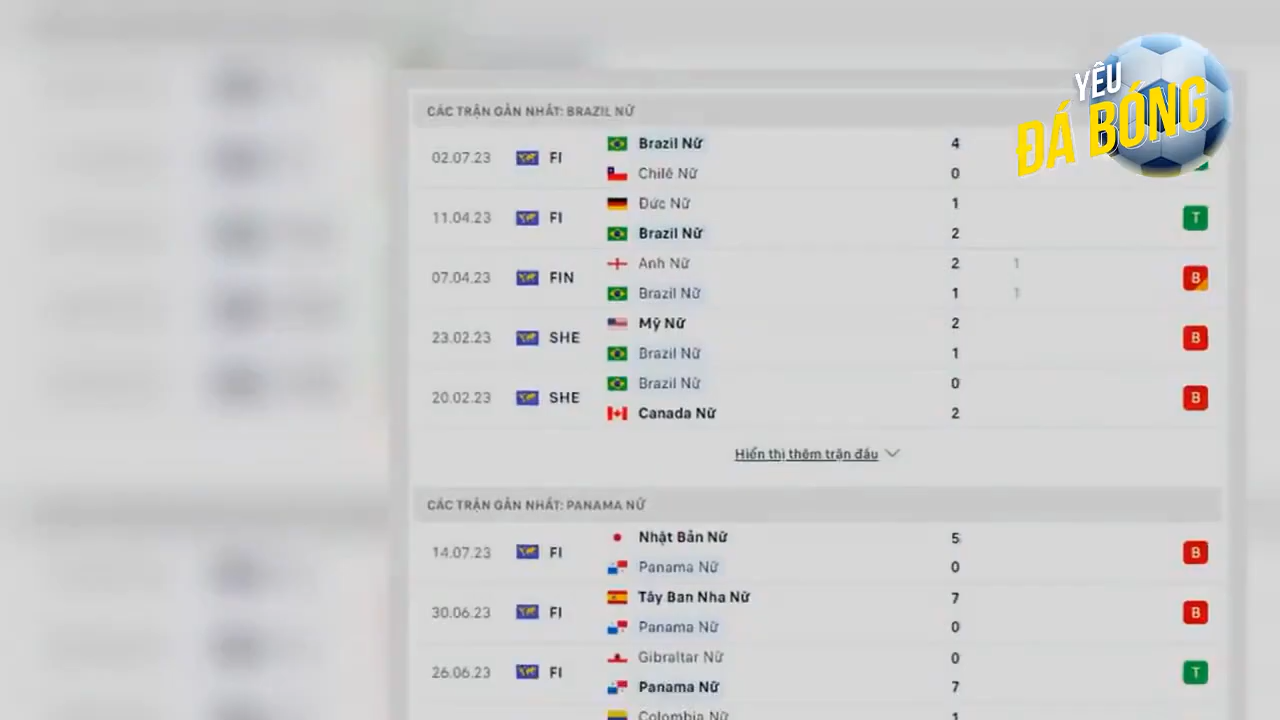 YÊU
ĐÁ BÓNG
CÁC TRẬN GẦN NHẤT: BRAZIL NỮ
02.07.23 FI Brazil Nữ 4
Chilê Nữ 0
11.04.23 FI Đức Nữ 1 T
Brazil Nữ 2
07.04.23 FIN Anh Nữ 2 1 B
Brazil Nữ 1 1
23.02.23 SHE Mỹ Nữ 2 B
Brazil Nữ 1
20.02.23 SHE Brazil Nữ 0 B
Canada Nữ 2
Hiển thị thêm trận đấu
CÁC TRẬN GẦN NHẤT: PANAMA NỮ
14.07.23 FI Nhật Bản Nữ 5 B
Panama Nữ 0
30.06.23 FI Tây Ban Nha Nữ 7 B
Panama Nữ 0
26.06.23 FI Gibraltar Nữ 0 T
Panama Nữ 7
Colombia Nữ 1